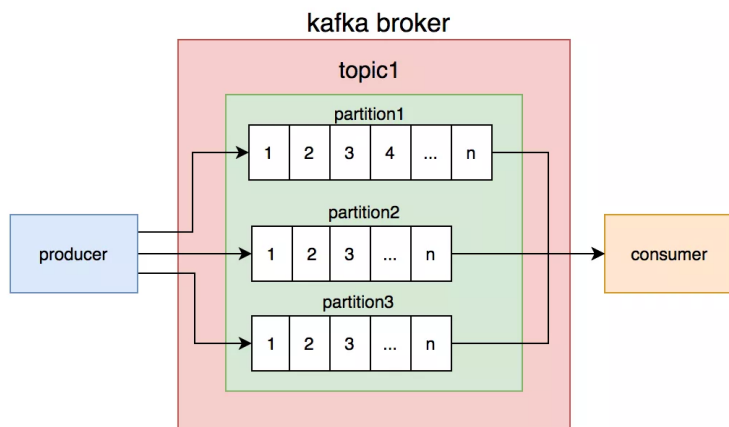 kafka broker
topic1
partition1
1 2 3 4 ... n
partition2
producer 1 2 3 ... n consumer
partition3
1 2 3 ... n